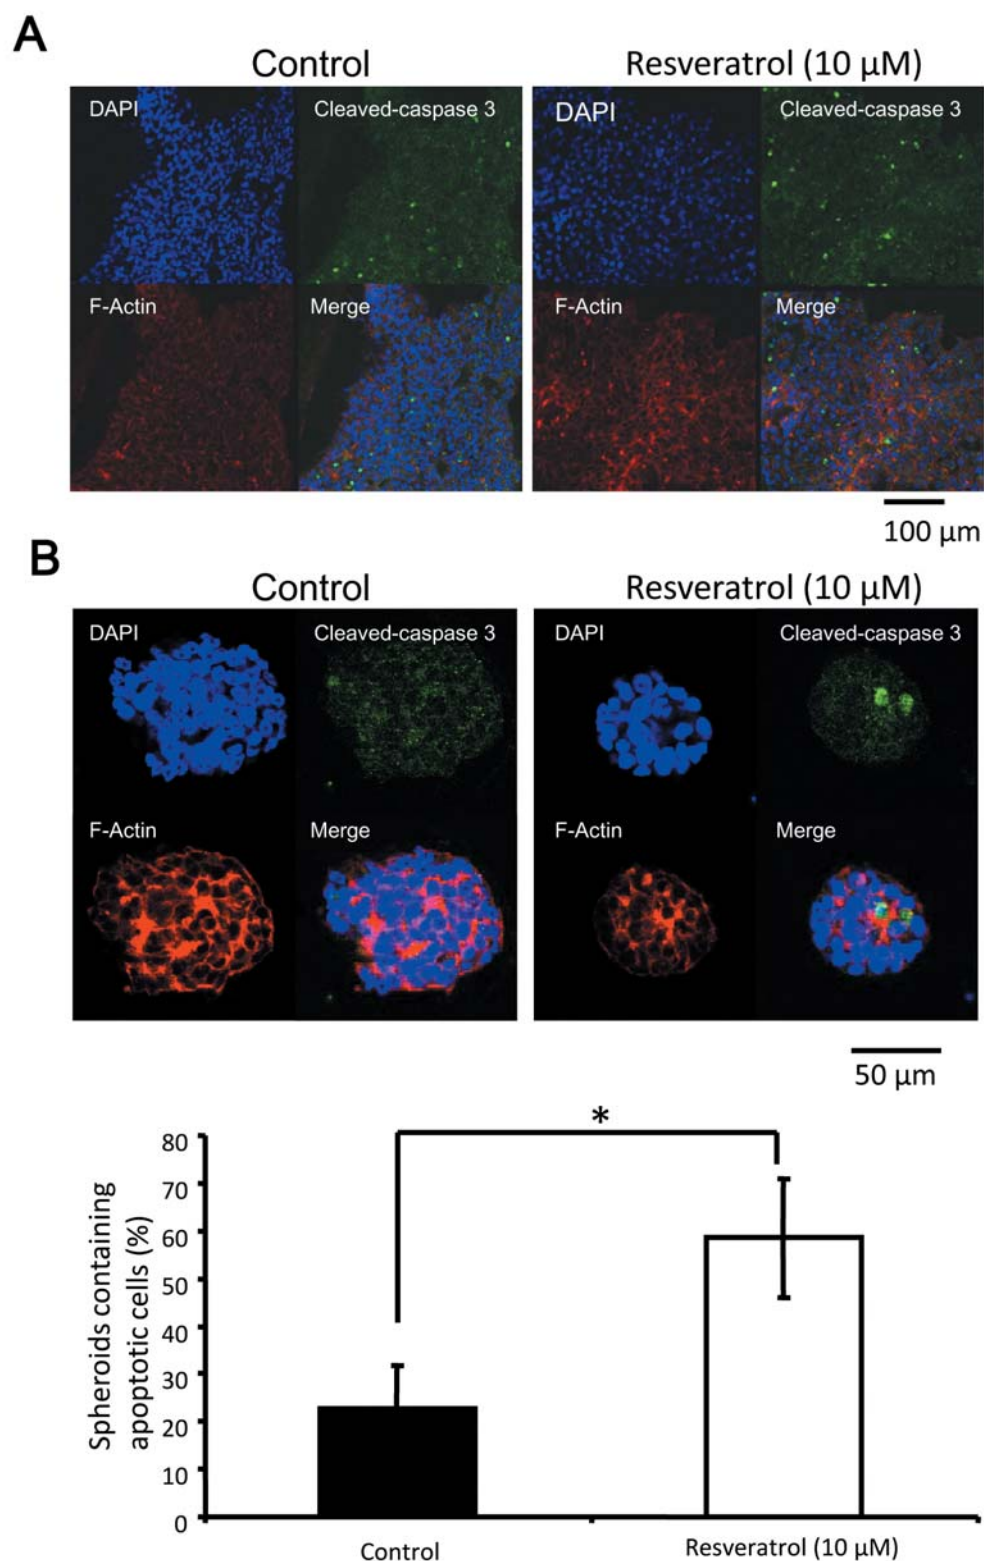 A
Control
Resveratrol (10 μM)
DAPI
Cleaved-caspase 3
DAPI
Cleaved-caspase 3
F-Actin
Merge
F-Actin
Merge
100 μm
B
Control
Resveratrol (10 μM)
DAPI
Cleaved-caspase 3
DAPI
Cleaved-caspase 3
F-Actin
Merge
F-Actin
Merge
50 μm
*
Spheroids containing
apoptotic cells (%)
80
70
60
50
40
30
20
10
0
Control
Resveratrol (10 μM)